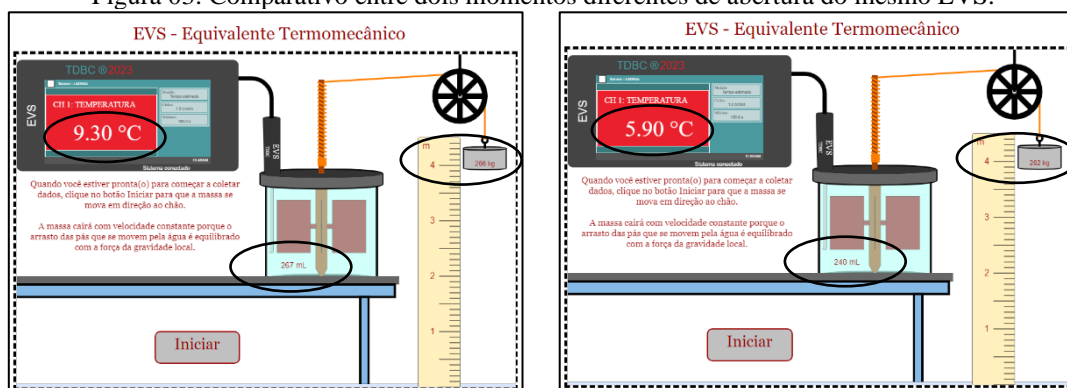 Figura 03: Comparativo entre dois momentos diferentes de abertura do mesmo EVS.
EVS - Equivalente Termomecânico
TDBC ® 2023
EVS
CH 1: TEMPERATURA
9.30 °C
Sistema conectado
EVS
TDBC
Quando você estiver pronta(o) para começar a coletar
dados, clique no botão Iniciar para que a massa se
mova em direção ao chão.
A massa cairá com velocidade constante porque o
arrasto das pás que se movem pela água é equilibrado
com a força da gravidade local.
267 mL
m
4
266 kg
3
2
1
Iniciar
EVS - Equivalente Termomecânico
TDBC ® 2023
EVS
CH 1: TEMPERATURA
5.90 °C
Sistema conectado
EVS
TDBC
Quando você estiver pronta(o) para começar a coletar
dados, clique no botão Iniciar para que a massa se
mova em direção ao chão.
A massa cairá com velocidade constante porque o
arrasto das pás que se movem pela água é equilibrado
com a força da gravidade local.
240 mL
m
4
282 kg
3
2
1
Iniciar